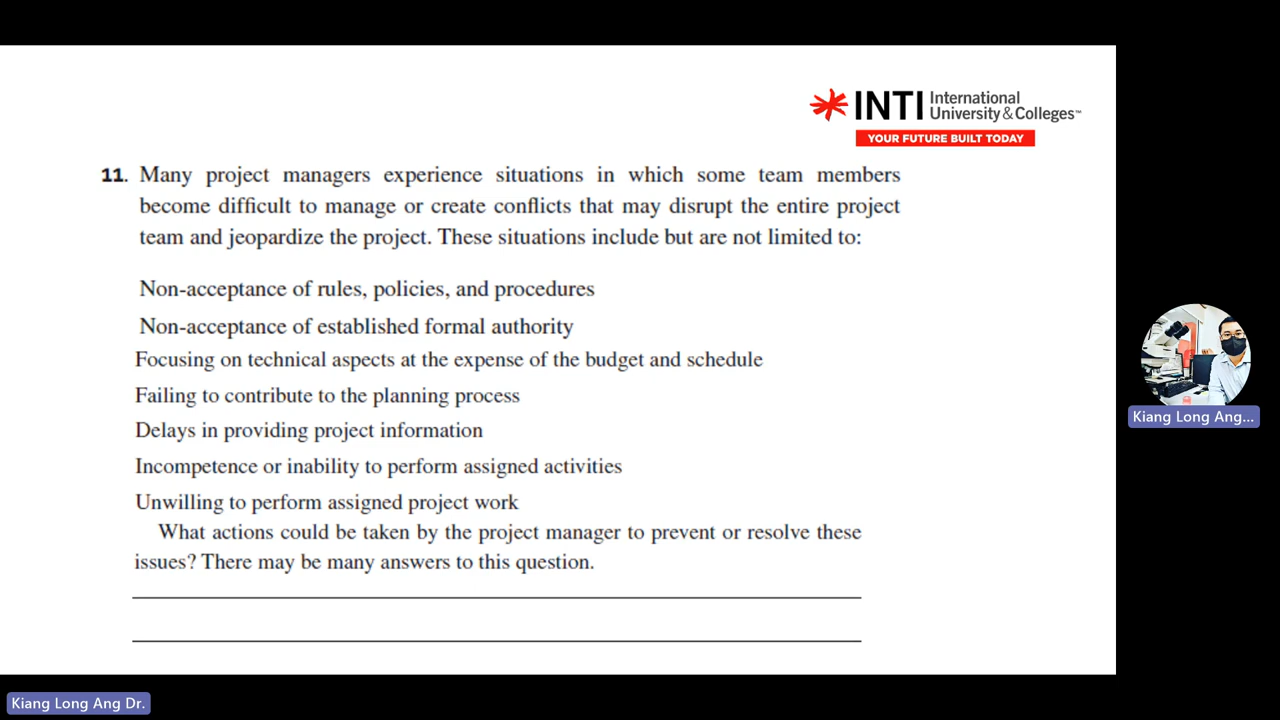 INTI International
University & Colleges™
YOUR FUTURE BUILT TODAY
11. Many project managers experience situations in which some team members
become difficult to manage or create conflicts that may disrupt the entire project
team and jeopardize the project. These situations include but are not limited to:
Non-acceptance of rules, policies, and procedures
Non-acceptance of established formal authority
Focusing on technical aspects at the expense of the budget and schedule
Failing to contribute to the planning process
Delays in providing project information
Incompetence or inability to perform assigned activities
Unwilling to perform assigned project work
What actions could be taken by the project manager to prevent or resolve these
issues? There may be many answers to this question.
Kiang Long Ang...
Kiang Long Ang Dr.